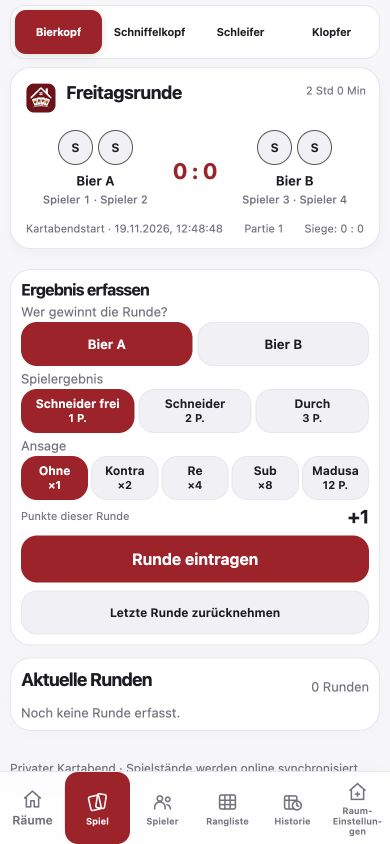 Bierkopf Schniffelkopf Schleifer Klopfer
Freitagsrunde 2 Std 0 Min
S S S S
0 : 0
Bier A Bier B
Spieler 1 · Spieler 2 Spieler 3 · Spieler 4
Kartabendstart · 19.11.2026, 12:48:48 Partie 1 Siege: 0 : 0
Ergebnis erfassen
Wer gewinnt die Runde?
Bier A Bier B
Spielergebnis
Schneider frei Schneider Durch
1 P. 2 P. 3 P.
Ansage
Ohne Kontra Re Sub Madusa
×1 ×2 ×4 ×8 12 P.
Punkte dieser Runde +1
Runde eintragen
Letzte Runde zurücknehmen
Aktuelle Runden 0 Runden
Noch keine Runde erfasst.
Privater Kartabend · Spielstände werden online synchronisiert
Räume Spiel Spieler Rangliste Historie Raum-
Einstellun-
gen